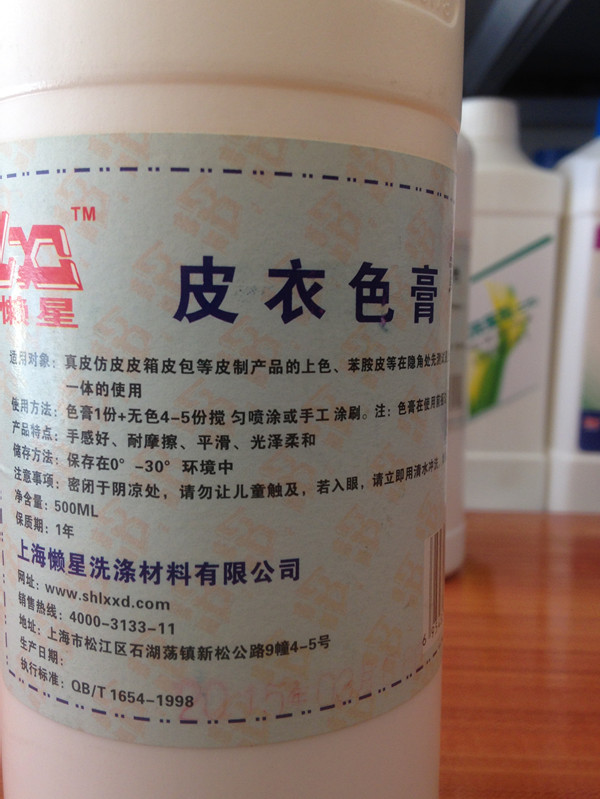 TM
懒星
皮衣色膏
适用对象：真皮仿皮皮箱皮包等皮制产品的上色、苯胺皮等在隐角处先测试
一体的使用
使用方法：色膏1份+无色4-5份搅 匀喷涂或手工 涂刷。注：色膏在使用前
产品特点：手感好、耐摩擦、平滑、光泽柔和
储存方法：保存在0°-30°环境中
注意事项：密闭于阴凉处，请勿让儿童触及，若入眼，请立即用清水冲
净含量：500ML
保质期：1年
上海懒星洗涤材料有限公司
网址：www.shlxxd.com
销售热线：4000-3133-11
地址：上海市松江区石湖荡镇新松公路9幢4-5号
生产日期：
执行标准：QB/T 1654-1998